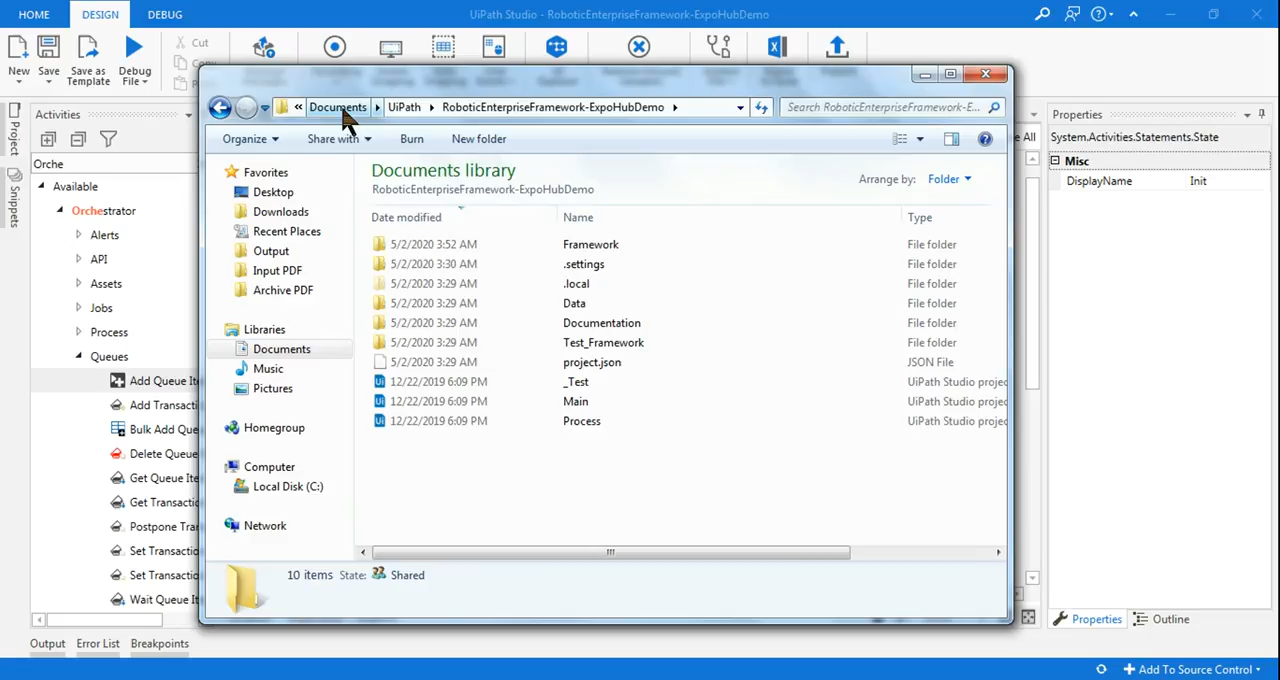 HOME
DESIGN
DEBUG
UiPath Studio - RoboticEnterpriseFramework-ExpoHubDemo
New
Save
Save as Template
Debug File
Cut
Activities
Project
Snippets
Orche
Available
Orchestrator
Alerts
API
Assets
Jobs
Process
Queues
Add Queue Ite
Add Transacti
Bulk Add Que
Delete Queue
Get Queue Ite
Get Transactio
Postpone Tra
Set Transactio
Set Transactio
Wait Queue It
« Documents UiPath RoboticEnterpriseFramework-ExpoHubDemo
Search RoboticEnterpriseFramework-E...
Organize Share with Burn New folder
Favorites
Desktop
Downloads
Recent Places
Output
Input PDF
Archive PDF
Libraries
Documents
Music
Pictures
Homegroup
Computer
Local Disk (C:)
Network
Documents library
RoboticEnterpriseFramework-ExpoHubDemo
Arrange by: Folder
Date modified Name Type
5/2/2020 3:52 AM Framework File folder
5/2/2020 3:30 AM .settings File folder
5/2/2020 3:29 AM .local File folder
5/2/2020 3:29 AM Data File folder
5/2/2020 3:29 AM Documentation File folder
5/2/2020 3:29 AM Test_Framework File folder
5/2/2020 3:29 AM project.json JSON File
12/22/2019 6:09 PM _Test UiPath Studio projec
12/22/2019 6:09 PM Main UiPath Studio projec
12/22/2019 6:09 PM Process UiPath Studio projec
10 items State: Shared
Properties
System.Activities.Statements.State
Misc
DisplayName Init
Properties Outline
Output Error List Breakpoints
Add To Source Control